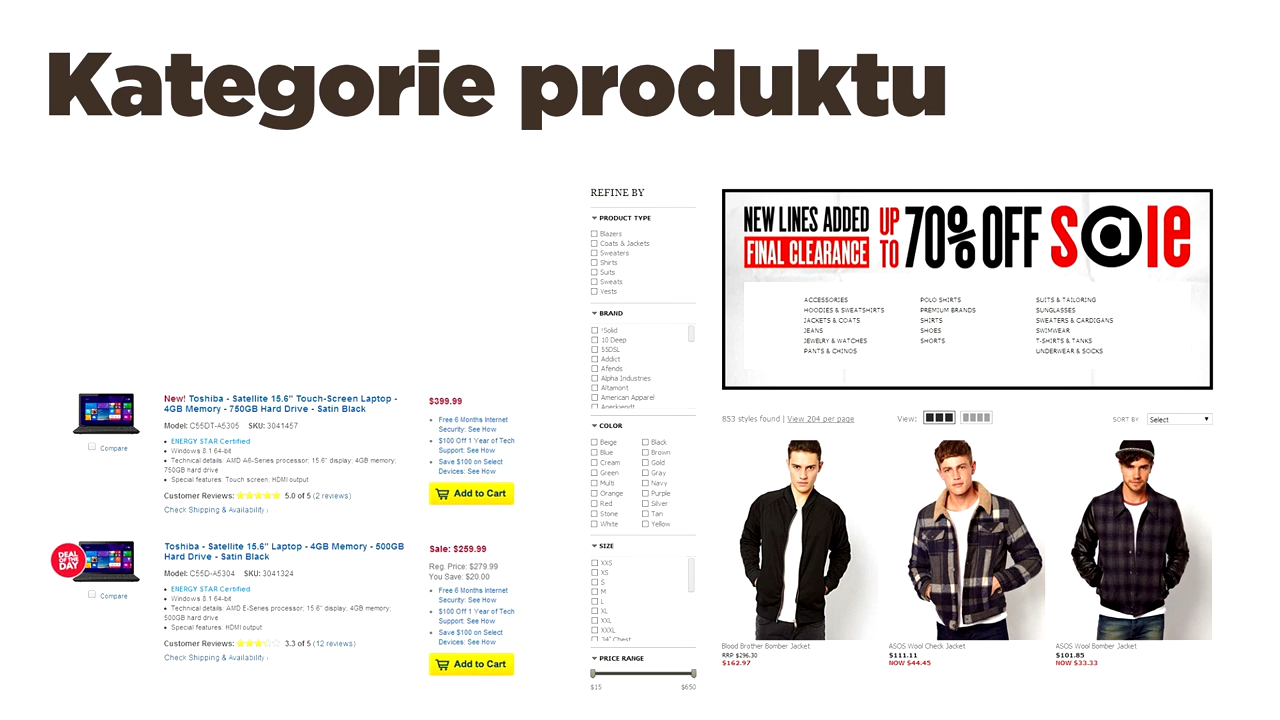 Kategorie produktu
New! Toshiba - Satellite 15.6" Touch-Screen Laptop -
4GB Memory - 750GB Hard Drive - Satin Black
Model: C55DT-A5305 SKU: 3041457
ENERGY STAR Certified
Windows 8.1 64-bit
Technical details: AMD A6-Series processor; 15.6" display; 4GB memory;
750GB hard drive
Special features: Touch screen; HDMI output
Customer Reviews: 5.0 of 5 (2 reviews)
Check Shipping & Availability ›
Compare
$399.99
Free 6 Months Internet
Security: See How
$100 Off 1 Year of Tech
Support: See How
Save $100 on Select
Devices: See How
Add to Cart
DEAL
OF THE
DAY
Toshiba - Satellite 15.6" Laptop - 4GB Memory - 500GB
Hard Drive - Satin Black
Model: C55D-A5304 SKU: 3041324
ENERGY STAR Certified
Windows 8.1 64-bit
Technical details: AMD E-Series processor; 15.6" display; 4GB memory;
500GB hard drive
Special features: HDMI output
Customer Reviews: 3.3 of 5 (12 reviews)
Check Shipping & Availability ›
Compare
Sale: $259.99
Reg. Price: $279.99
You Save: $20.00
Free 6 Months Internet
Security: See How
$100 Off 1 Year of Tech
Support: See How
Save $100 on Select
Devices: See How
Add to Cart
REFINE BY
PRODUCT TYPE
Blazers
Coats & Jackets
Sweaters
Shirts
Suits
Sweats
Vests
BRAND
!Solid
10 Deep
55DSL
Addict
Afends
Alpha Industries
Altamont
American Apparel
COLOR
Beige Black
Blue Brown
Cream Gold
Green Gray
Multi Navy
Orange Purple
Red Silver
Stone Tan
White Yellow
SIZE
XXS
XS
S
M
L
XL
XXL
XXXL
34" Chest
PRICE RANGE
$15 $650
NEW LINES ADDED
FINAL CLEARANCE
UP
TO
70% OFF Sale
ACCESSORIES POLO SHIRTS SUITS & TAILORING
HOODIES & SWEATSHIRTS PREMIUM BRANDS SUNGLASSES
JACKETS & COATS SHIRTS SWEATERS & CARDIGANS
JEANS SHOES SWIMWEAR
JEWELRY & WATCHES SHORTS T-SHIRTS & TANKS
PANTS & CHINOS UNDERWEAR & SOCKS
853 styles found | View 204 per page View: SORT BY Select
Blood Brother Bomber Jacket
RRP $296.30
$162.97
ASOS Wool Check Jacket
$111.11
NOW $44.45
ASOS Wool Bomber Jacket
$101.85
NOW $33.33